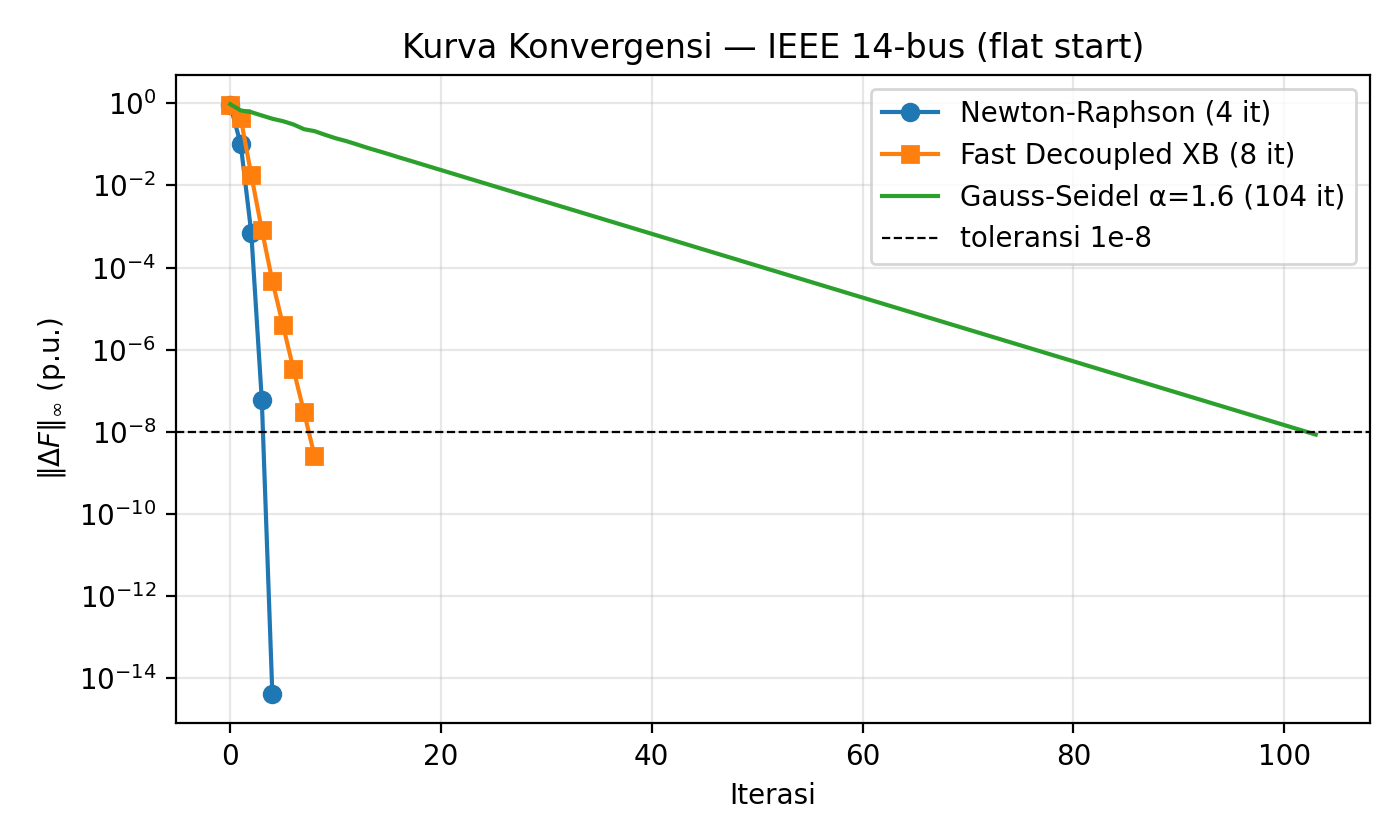 Kurva Konvergensi — IEEE 14-bus (flat start)
Newton-Raphson (4 it)
Fast Decoupled XB (8 it)
Gauss-Seidel α=1.6 (104 it)
toleransi 1e-8
‖ΔF‖∞ (p.u.)
10⁰
10⁻²
10⁻⁴
10⁻⁶
10⁻⁸
10⁻¹⁰
10⁻¹²
10⁻¹⁴
0 20 40 60 80 100
Iterasi